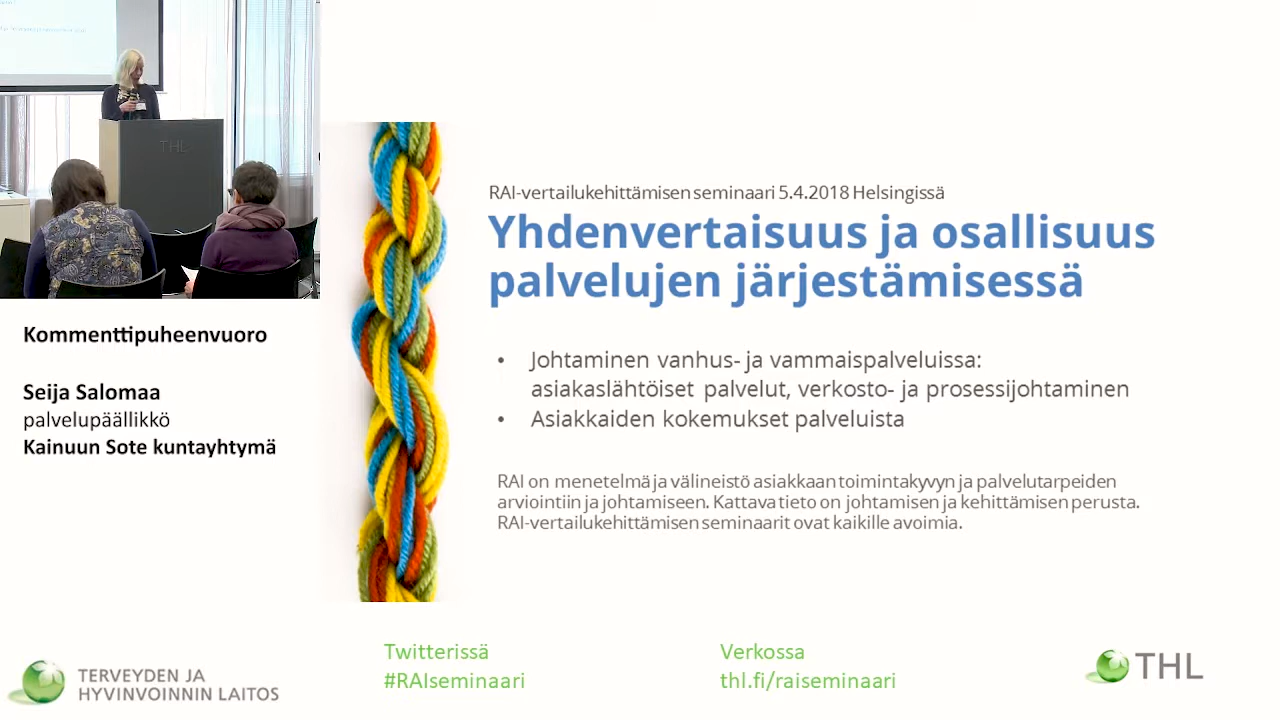 THL
Kommenttipuheenvuoro
Seija Salomaa
palvelupäällikkö
Kainuun Sote kuntayhtymä
RAI-vertailukehittämisen seminaari 5.4.2018 Helsingissä
Yhdenvertaisuus ja osallisuus
palvelujen järjestämisessä
• Johtaminen vanhus- ja vammaispalveluissa:
asiakaslähtöiset palvelut, verkosto- ja prosessijohtaminen
• Asiakkaiden kokemukset palveluista
RAI on menetelmä ja välineistö asiakkaan toimintakyvyn ja palvelutarpeiden
arviointiin ja johtamiseen. Kattava tieto on johtamisen ja kehittämisen perusta.
RAI-vertailukehittämisen seminaarit ovat kaikille avoimia.
TERVEYDEN JA
HYVINVOINNIN LAITOS
Twitterissä
#RAIseminaari
Verkossa
thl.fi/raiseminaari
THL